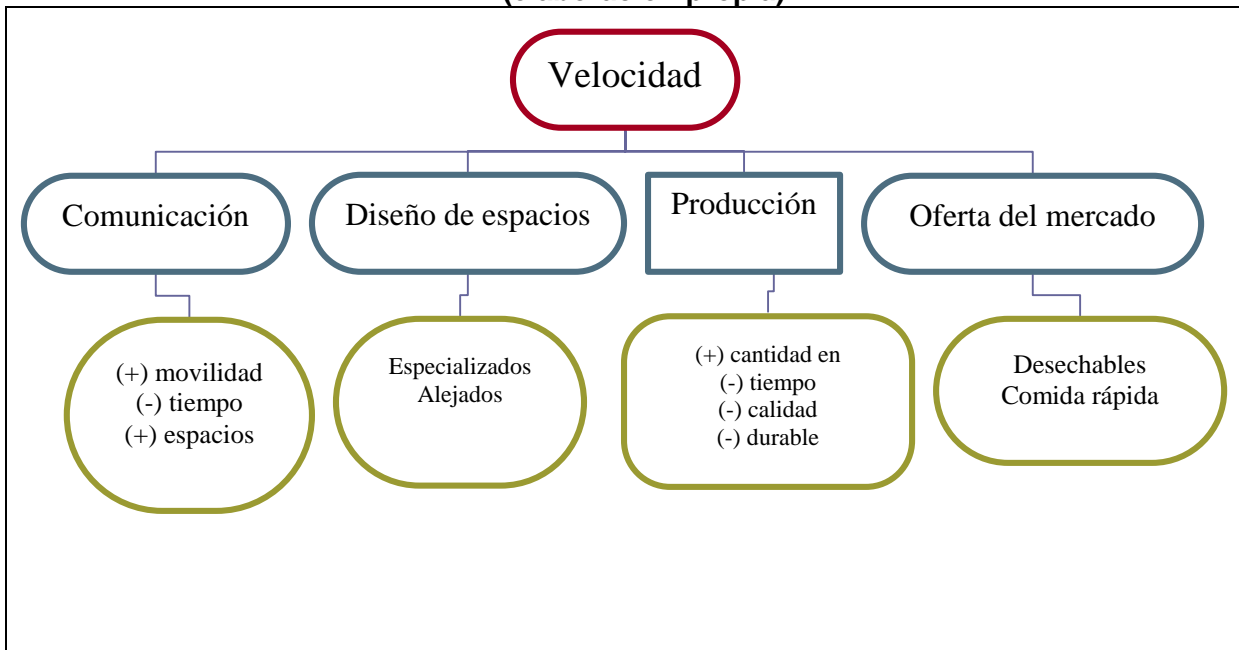 Velocidad
Comunicación
Diseño de espacios
Producción
Oferta del mercado
(+) movilidad
(-) tiempo
(+) espacios
Especializados
Alejados
(+) cantidad en
(-) tiempo
(-) calidad
(-) durable
Desechables
Comida rápida